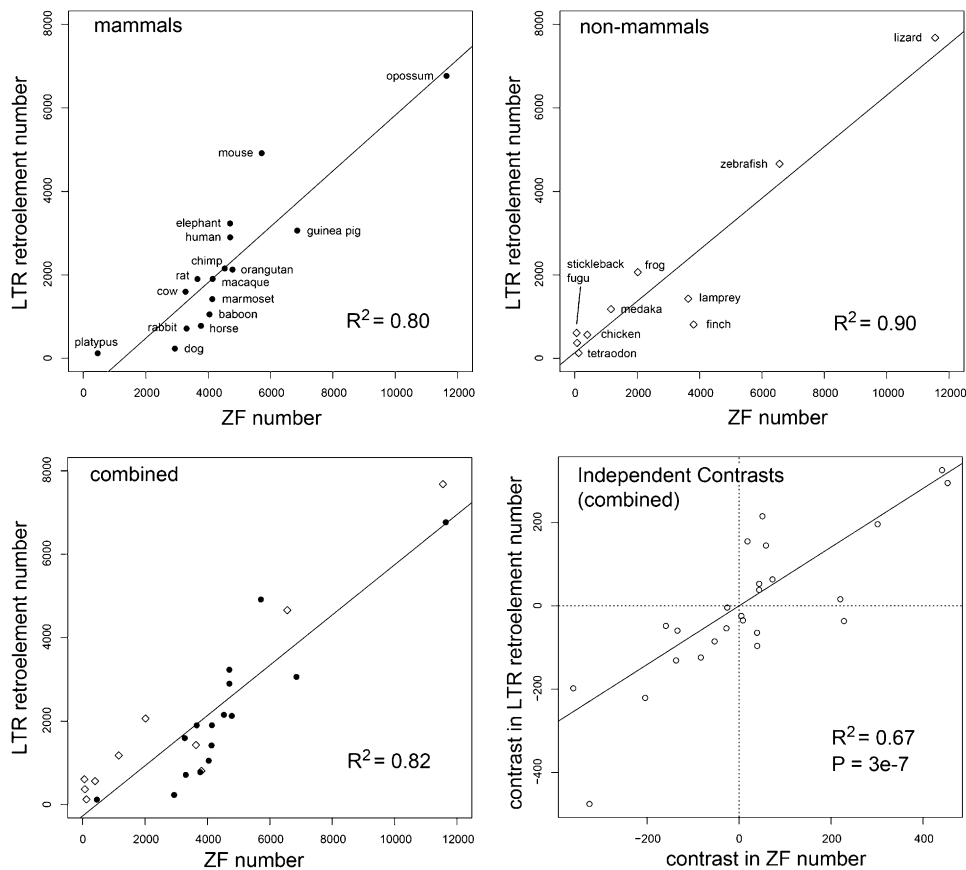 mammals
LTR retroelement number
8000
6000
4000
2000
0
opossum
mouse
elephant
human
guinea pig
chimp
orangutan
rat
macaque
cow
marmoset
baboon
rabbit
horse
platypus
dog
R2 = 0.80
0 2000 4000 6000 8000 10000 12000
ZF number
non-mammals
LTR retroelement number
8000
6000
4000
2000
0
lizard
zebrafish
stickleback
fugu
frog
lamprey
medaka
finch
chicken
tetraodon
R2 = 0.90
0 2000 4000 6000 8000 10000 12000
ZF number
combined
LTR retroelement number
8000
6000
4000
2000
0
R2 = 0.82
0 2000 4000 6000 8000 10000 12000
ZF number
Independent Contrasts
(combined)
contrast in LTR retroelement number
200
0
−200
−400
R2 = 0.67
P = 3e-7
−200 0 200 400
contrast in ZF number